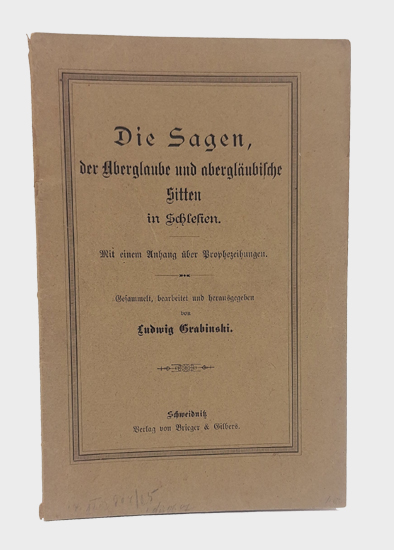 Die Sagen,
der Aberglaube und abergläubische
Sitten
in Schlesien.
Mit einem Anhang über Prophezeihungen.
Gesammelt, bearbeitet und herausgegeben
von
Ludwig Grabinski.
Schweidnitz
Verlag von Brieger & Gilbers.